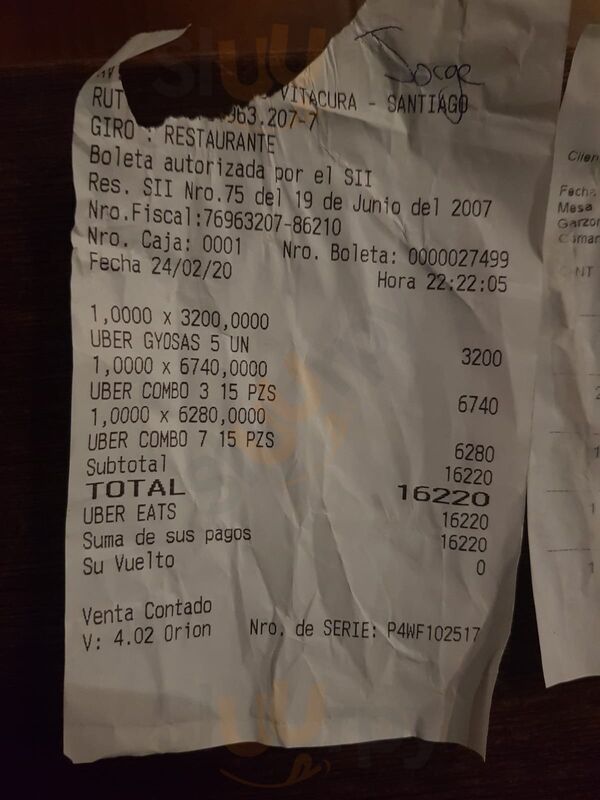 Jorge
VITACURA - SANTIAGO
RUT 963.207-7
GIRO : RESTAURANTE
Boleta autorizada por el SII
Res. SII Nro.75 del 19 de Junio del 2007
Nro.Fiscal:76963207-86210
Nro. Caja: 0001 Nro. Boleta: 0000027499
Fecha 24/02/20 Hora 22:22:05
1,0000 x 3200,0000
UBER GYOSAS 5 UN 3200
1,0000 x 6740,0000
UBER COMBO 3 15 PZS 6740
1,0000 x 6280,0000
UBER COMBO 7 15 PZS 6280
Subtotal 16220
TOTAL 16220
UBER EATS 16220
Suma de sus pagos 16220
Su Vuelto 0
Venta Contado
V: 4.02 Orion Nro. de SERIE: P4WF102517
Clien
Fecha
Mesa
Garzon